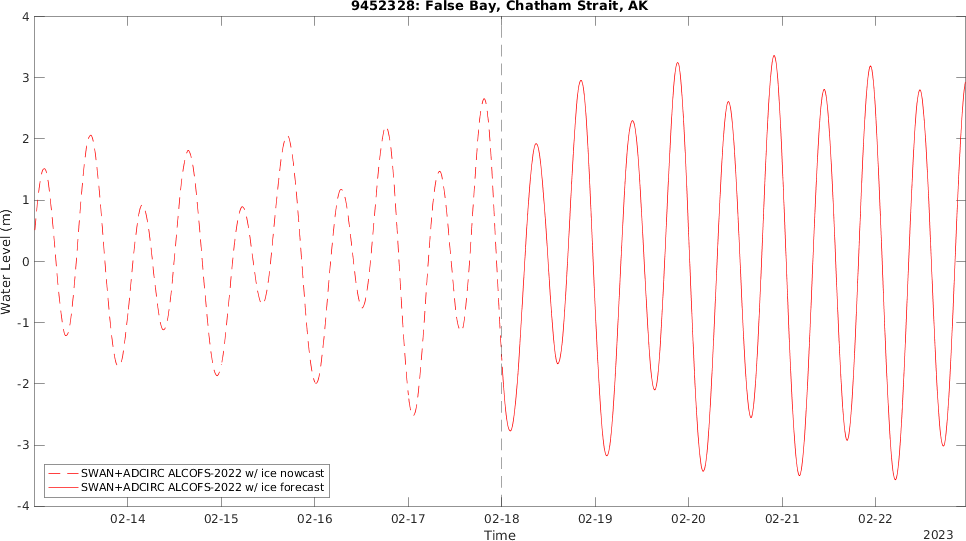 9452328: False Bay, Chatham Strait, AK
4
3
2
1
0
-1
-2
-3
-4
Water Level (m)
SWAN+ADCIRC ALCOFS-2022 w/ ice nowcast
SWAN+ADCIRC ALCOFS-2022 w/ ice forecast
02-14 02-15 02-16 02-17 02-18 02-19 02-20 02-21 02-22
Time
2023